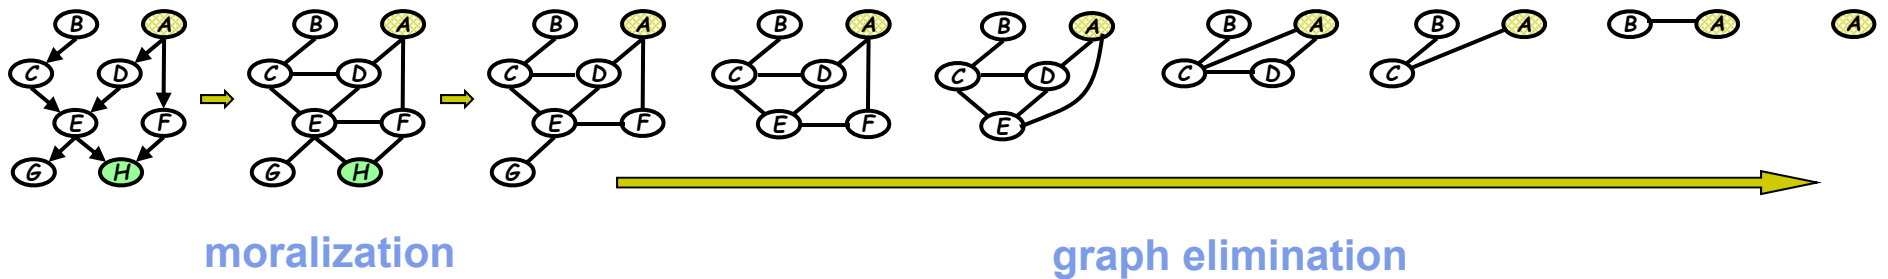 B A B A B A B A B A B A B A B A A
C D C D C D C D C D C D C
E F E F E F E F E
G H G H G
moralization
graph elimination